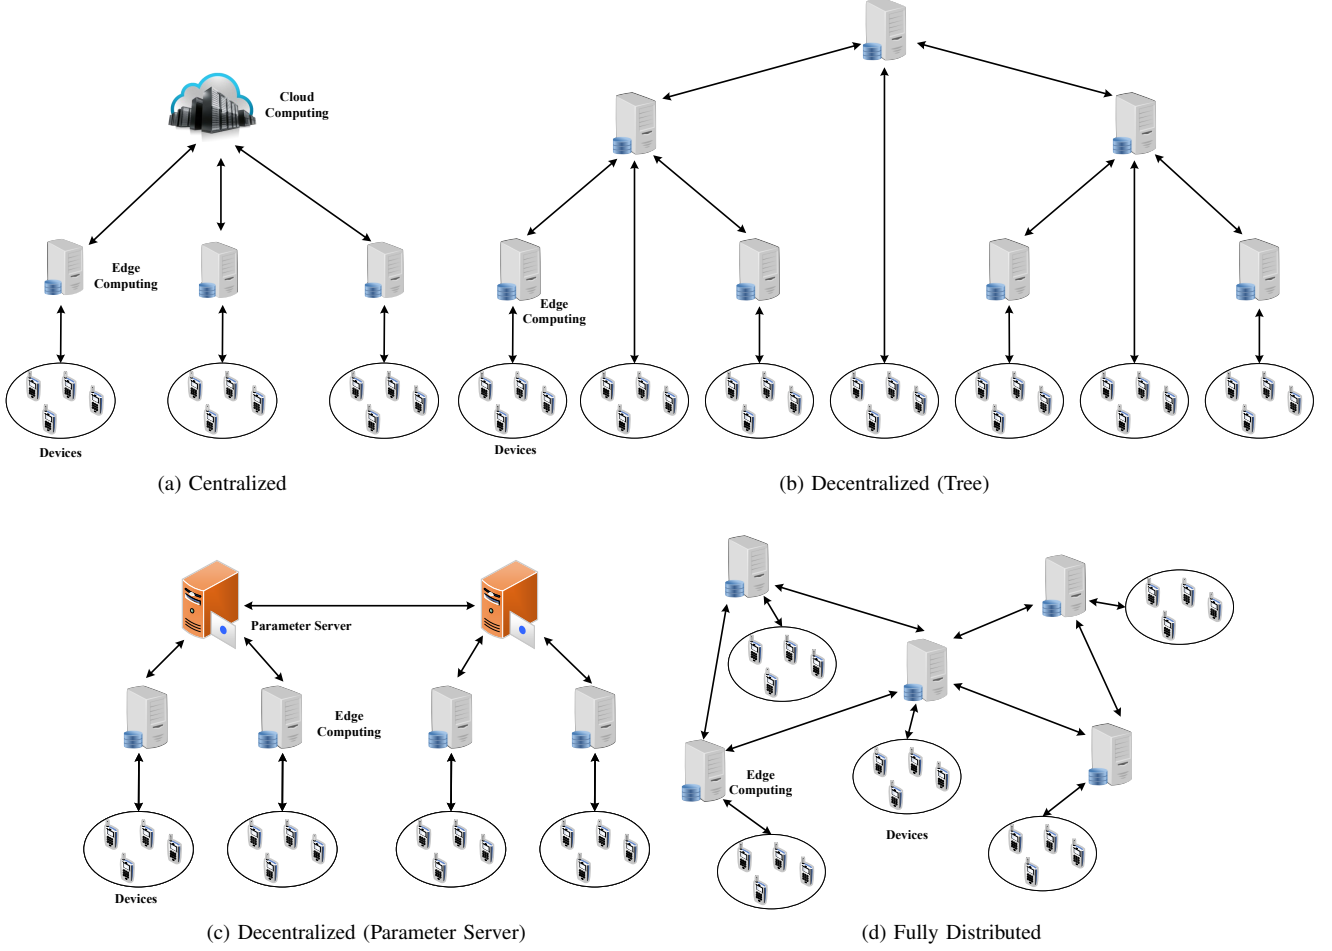 Cloud
Computing
Edge
Computing
Devices
(a) Centralized
Edge
Computing
Devices
(b) Decentralized (Tree)
Parameter Server
Edge
Computing
Devices
(c) Decentralized (Parameter Server)
Edge
Computing
Devices
(d) Fully Distributed